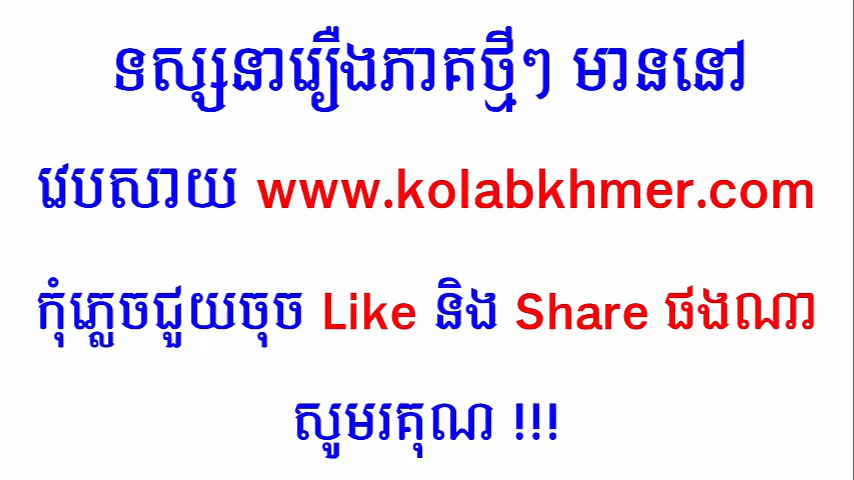 ទស្សនារឿងភាគថ្មីៗ មាននៅ
វេបសាយ www.kolabkhmer.com
កុំភ្លេចជួយចុច Like និង Share ផងណា
សូមរគុណ !!!